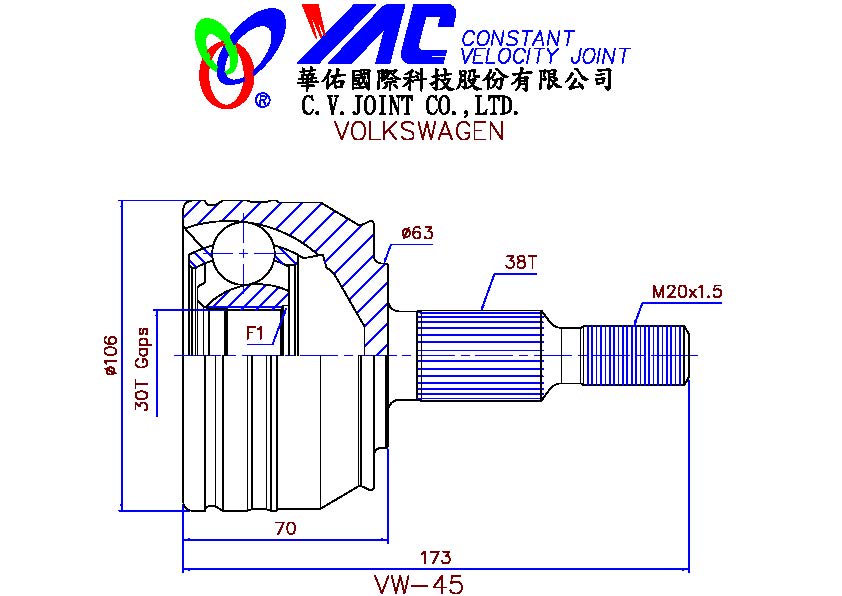 YAC CONSTANT
VELOCITY JOINT
華佑國際科技股份有限公司
®
C.V.JOINT CO.,LTD.
VOLKSWAGEN
ø63
38T
M20x1.5
F1
ø106
30T Gaps
70
173
VW-45